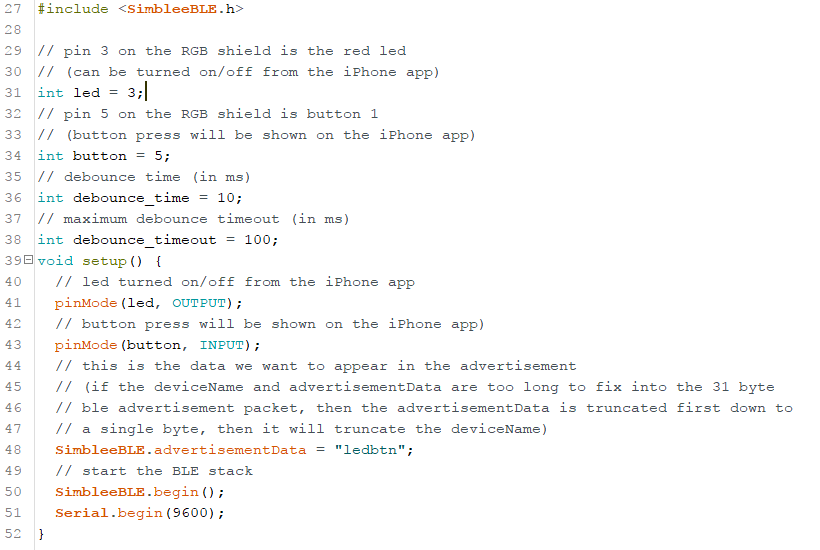 27 #include <SimbleeBLE.h>
28
29 // pin 3 on the RGB shield is the red led
30 // (can be turned on/off from the iPhone app)
31 int led = 3;
32 // pin 5 on the RGB shield is button 1
33 // (button press will be shown on the iPhone app)
34 int button = 5;
35 // debounce time (in ms)
36 int debounce_time = 10;
37 // maximum debounce timeout (in ms)
38 int debounce_timeout = 100;
39 void setup() {
40   // led turned on/off from the iPhone app
41   pinMode(led, OUTPUT);
42   // button press will be shown on the iPhone app)
43   pinMode(button, INPUT);
44   // this is the data we want to appear in the advertisement
45   // (if the deviceName and advertisementData are too long to fix into the 31 byte
46   // ble advertisement packet, then the advertisementData is truncated first down to
47   // a single byte, then it will truncate the deviceName)
48   SimbleeBLE.advertisementData = "ledbtn";
49   // start the BLE stack
50   SimbleeBLE.begin();
51   Serial.begin(9600);
52 }